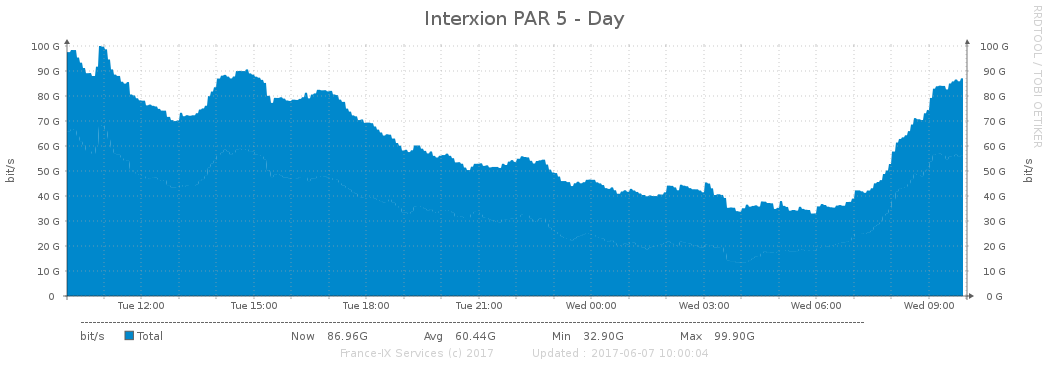 Interxion PAR 5 - Day
RRDTOOL / TOBI OETIKER
bit/s
100 G
90 G
80 G
70 G
60 G
50 G
40 G
30 G
20 G
10 G
0
100 G
90 G
80 G
70 G
60 G
50 G
40 G
30 G
20 G
10 G
0 G
bit/s
Tue 12:00 Tue 15:00 Tue 18:00 Tue 21:00 Wed 00:00 Wed 03:00 Wed 06:00 Wed 09:00
bit/s Total Now 86.96G Avg 60.44G Min 32.90G Max 99.90G
France-IX Services (c) 2017 Updated : 2017-06-07 10:00:04